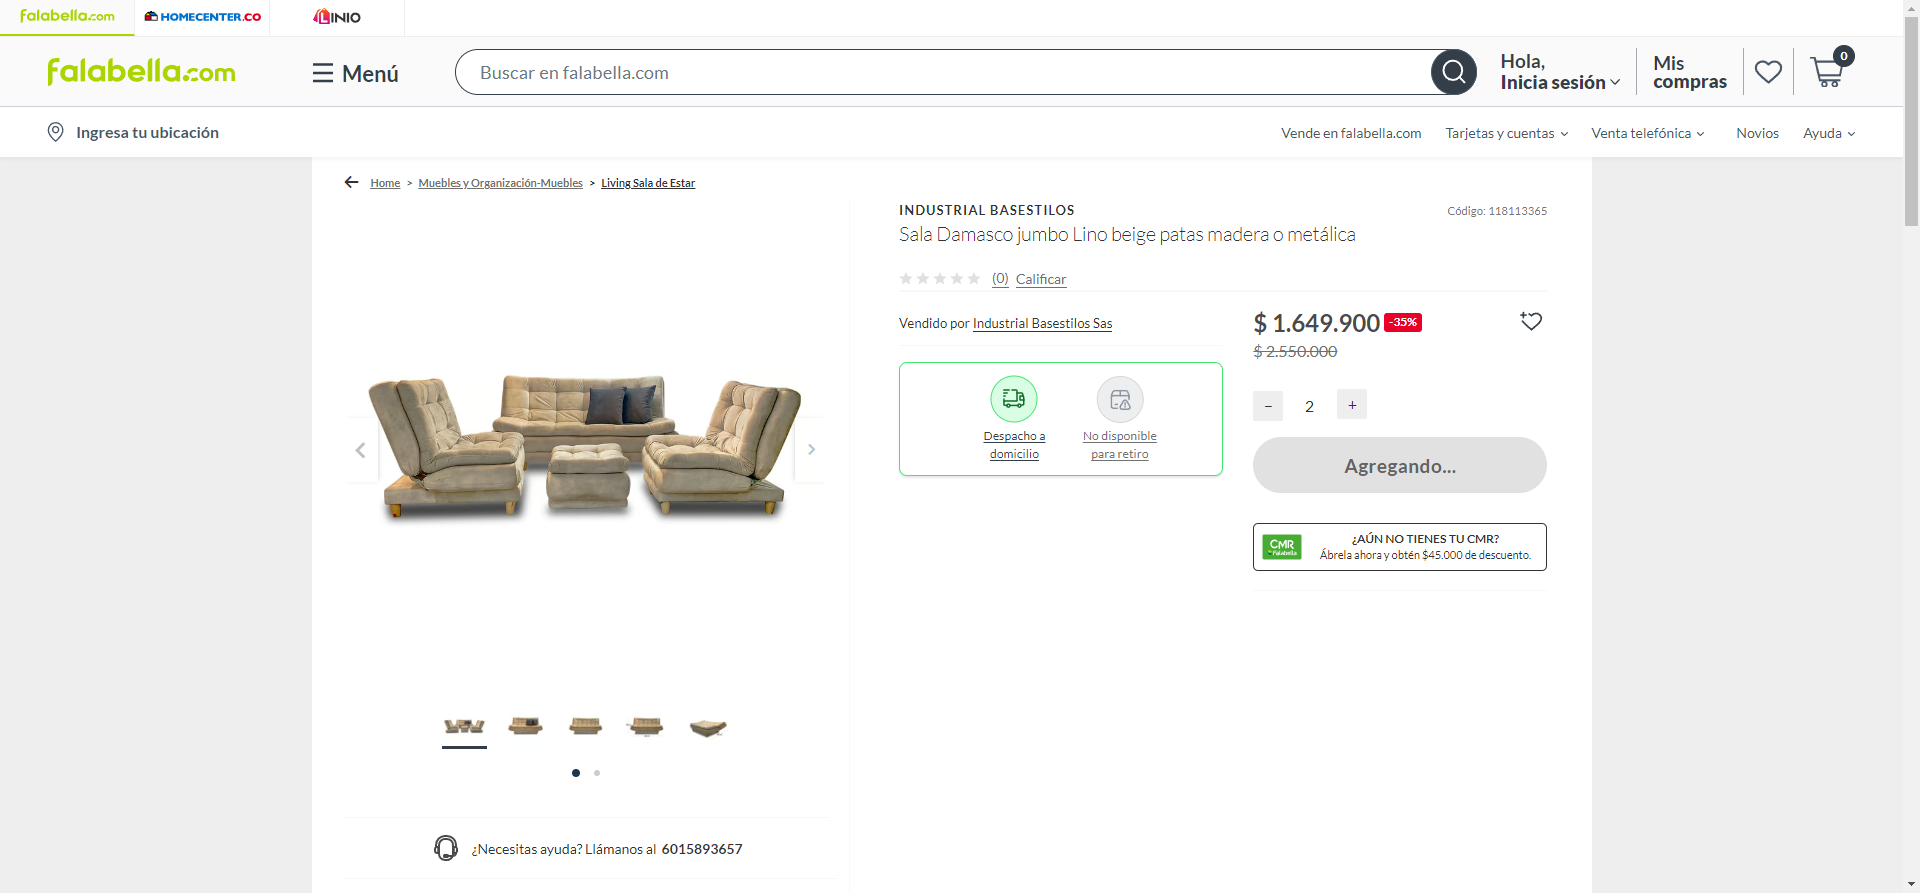 falabella.com
HOMECENTER.CO
LINIO
falabella.com
Menú
Buscar en falabella.com
Hola,
Inicia sesión
Mis
compras
0
Ingresa tu ubicación
Vende en falabella.com
Tarjetas y cuentas
Venta telefónica
Novios
Ayuda
Home > Muebles y Organización-Muebles > Living Sala de Estar
INDUSTRIAL BASESTILOS
Código: 118113365
Sala Damasco jumbo Lino beige patas madera o metálica
(0) Calificar
Vendido por Industrial Basestilos Sas
$ 1.649.900 -35%
$ 2.550.000
Despacho a
domicilio
No disponible
para retiro
- 2 +
Agregando...
CMR
Falabella
¿AÚN NO TIENES TU CMR?
Ábrela ahora y obtén $45.000 de descuento.
¿Necesitas ayuda? Llámanos al 6015893657